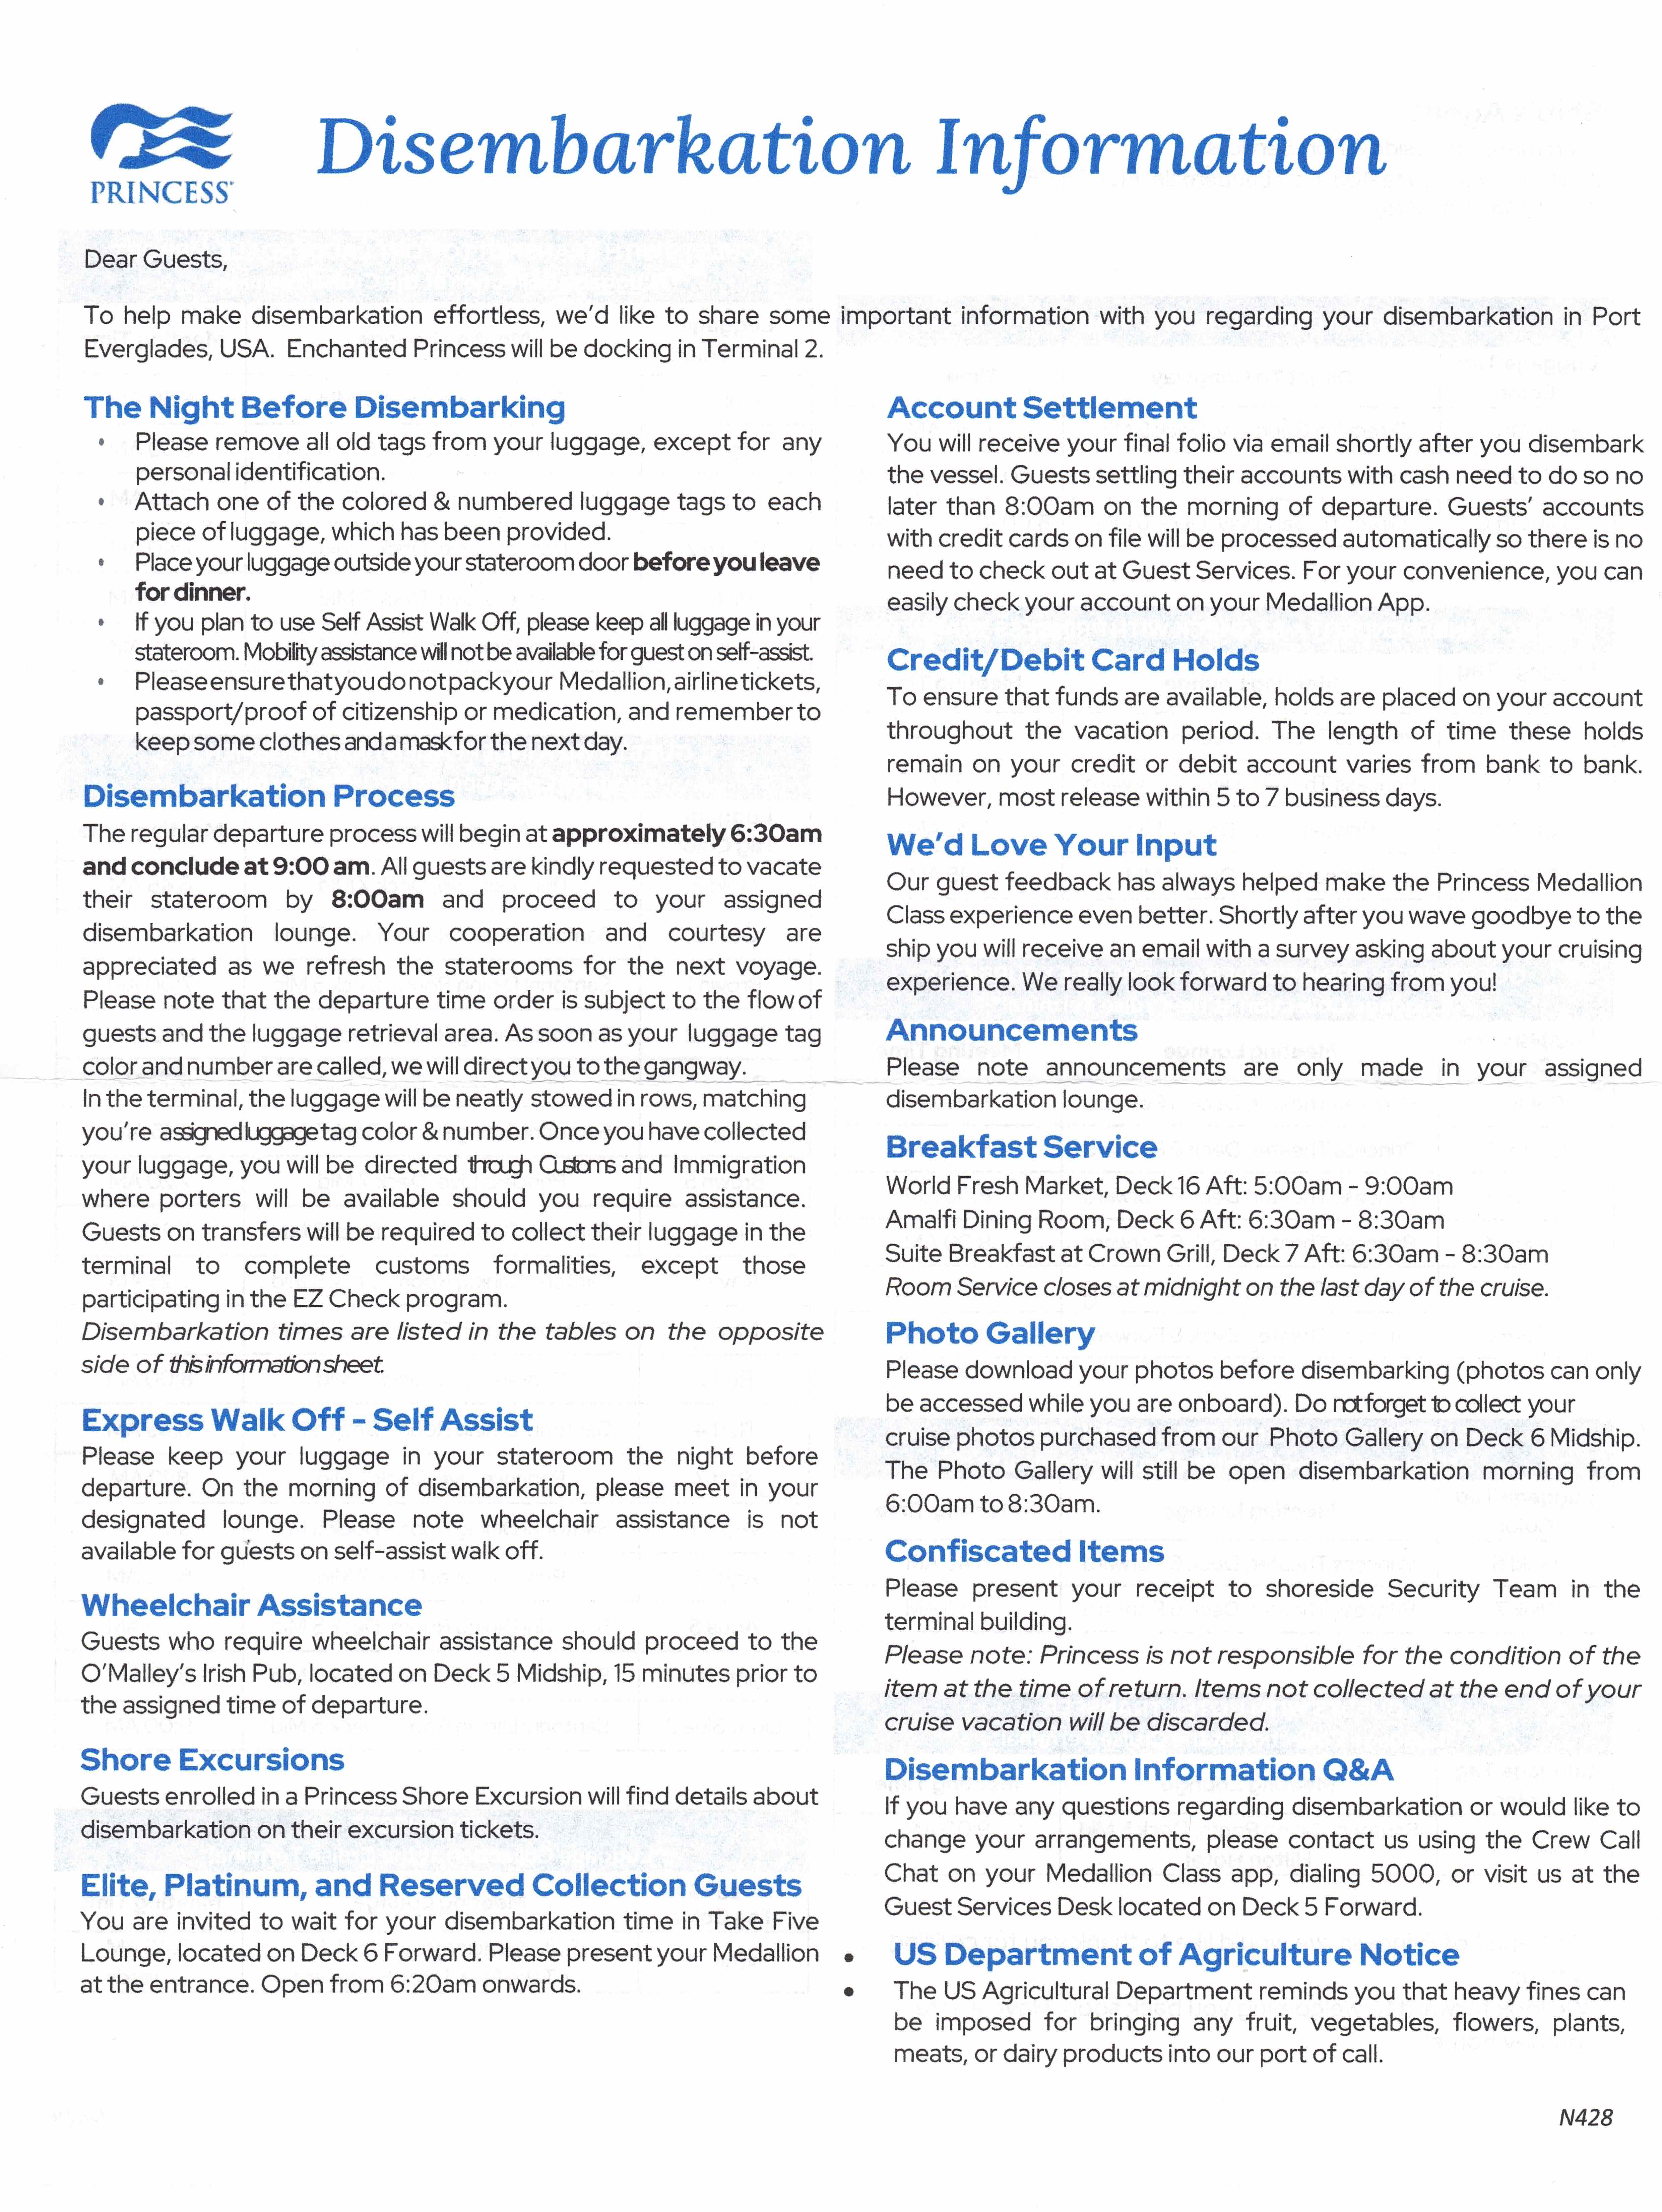 PRINCESS
Disembarkation Information
Dear Guests,
To help make disembarkation effortless, we'd like to share some important information with you regarding your disembarkation in Port
Everglades, USA. Enchanted Princess will be docking in Terminal 2.
The Night Before Disembarking
• Please remove all old tags from your luggage, except for any
personal identification.
• Attach one of the colored & numbered luggage tags to each
piece of luggage, which has been provided.
• Place your luggage outside your stateroom door before you leave
for dinner.
• If you plan to use Self Assist Walk Off, please keep all luggage in your
stateroom. Mobility assistance will not be available for guest on self-assist.
• Please ensure that you do not pack your Medallion, airline tickets,
passport/proof of citizenship or medication, and remember to
keep some clothes and a mask for the next day.
Disembarkation Process
The regular departure process will begin at approximately 6:30am
and conclude at 9:00 am. All guests are kindly requested to vacate
their stateroom by 8:00am and proceed to your assigned
disembarkation lounge. Your cooperation and courtesy are
appreciated as we refresh the staterooms for the next voyage.
Please note that the departure time order is subject to the flow of
guests and the luggage retrieval area. As soon as your luggage tag
color and number are called, we will direct you to the gangway.
In the terminal, the luggage will be neatly stowed in rows, matching
you're assigned luggage tag color & number. Once you have collected
your luggage, you will be directed through Customs and Immigration
where porters will be available should you require assistance.
Guests on transfers will be required to collect their luggage in the
terminal to complete customs formalities, except those
participating in the EZ Check program.
Disembarkation times are listed in the tables on the opposite
side of this information sheet.
Express Walk Off - Self Assist
Please keep your luggage in your stateroom the night before
departure. On the morning of disembarkation, please meet in your
designated lounge. Please note wheelchair assistance is not
available for guests on self-assist walk off.
Wheelchair Assistance
Guests who require wheelchair assistance should proceed to the
O'Malley's Irish Pub, located on Deck 5 Midship, 15 minutes prior to
the assigned time of departure.
Shore Excursions
Guests enrolled in a Princess Shore Excursion will find details about
disembarkation on their excursion tickets.
Elite, Platinum, and Reserved Collection Guests
You are invited to wait for your disembarkation time in Take Five
Lounge, located on Deck 6 Forward. Please present your Medallion
at the entrance. Open from 6:20am onwards.
Account Settlement
You will receive your final folio via email shortly after you disembark
the vessel. Guests settling their accounts with cash need to do so no
later than 8:00am on the morning of departure. Guests' accounts
with credit cards on file will be processed automatically so there is no
need to check out at Guest Services. For your convenience, you can
easily check your account on your Medallion App.
Credit/Debit Card Holds
To ensure that funds are available, holds are placed on your account
throughout the vacation period. The length of time these holds
remain on your credit or debit account varies from bank to bank.
However, most release within 5 to 7 business days.
We'd Love Your Input
Our guest feedback has always helped make the Princess Medallion
Class experience even better. Shortly after you wave goodbye to the
ship you will receive an email with a survey asking about your cruising
experience. We really look forward to hearing from you!
Announcements
Please note announcements are only made in your assigned
disembarkation lounge.
Breakfast Service
World Fresh Market, Deck 16 Aft: 5:00am - 9:00am
Amalfi Dining Room, Deck 6 Aft: 6:30am - 8:30am
Suite Breakfast at Crown Grill, Deck 7 Aft: 6:30am - 8:30am
Room Service closes at midnight on the last day of the cruise.
Photo Gallery
Please download your photos before disembarking (photos can only
be accessed while you are onboard). Do not forget to collect your
cruise photos purchased from our Photo Gallery on Deck 6 Midship.
The Photo Gallery will still be open disembarkation morning from
6:00am to 8:30am.
Confiscated Items
Please present your receipt to shoreside Security Team in the
terminal building.
Please note: Princess is not responsible for the condition of the
item at the time of return. Items not collected at the end of your
cruise vacation will be discarded.
Disembarkation Information Q&A
If you have any questions regarding disembarkation or would like to
change your arrangements, please contact us using the Crew Call
Chat on your Medallion Class app, dialing 5000, or visit us at the
Guest Services Desk located on Deck 5 Forward.
• US Department of Agriculture Notice
• The US Agricultural Department reminds you that heavy fines can
be imposed for bringing any fruit, vegetables, flowers, plants,
meats, or dairy products into our port of call.
N428